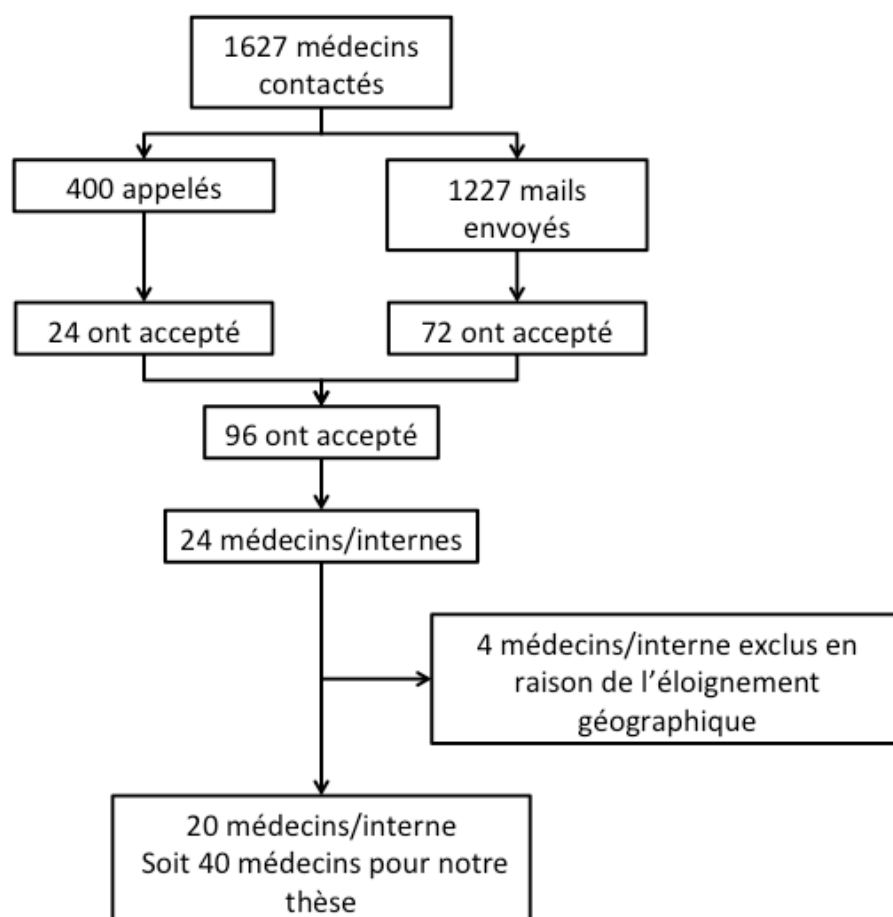 1627 médecins
contactés
400 appelés
1227 mails
envoyés
24 ont accepté
72 ont accepté
96 ont accepté
24 médecins/internes
4 médecins/interne exclus en
raison de l'éloignement
géographique
20 médecins/interne
Soit 40 médecins pour notre
thèse